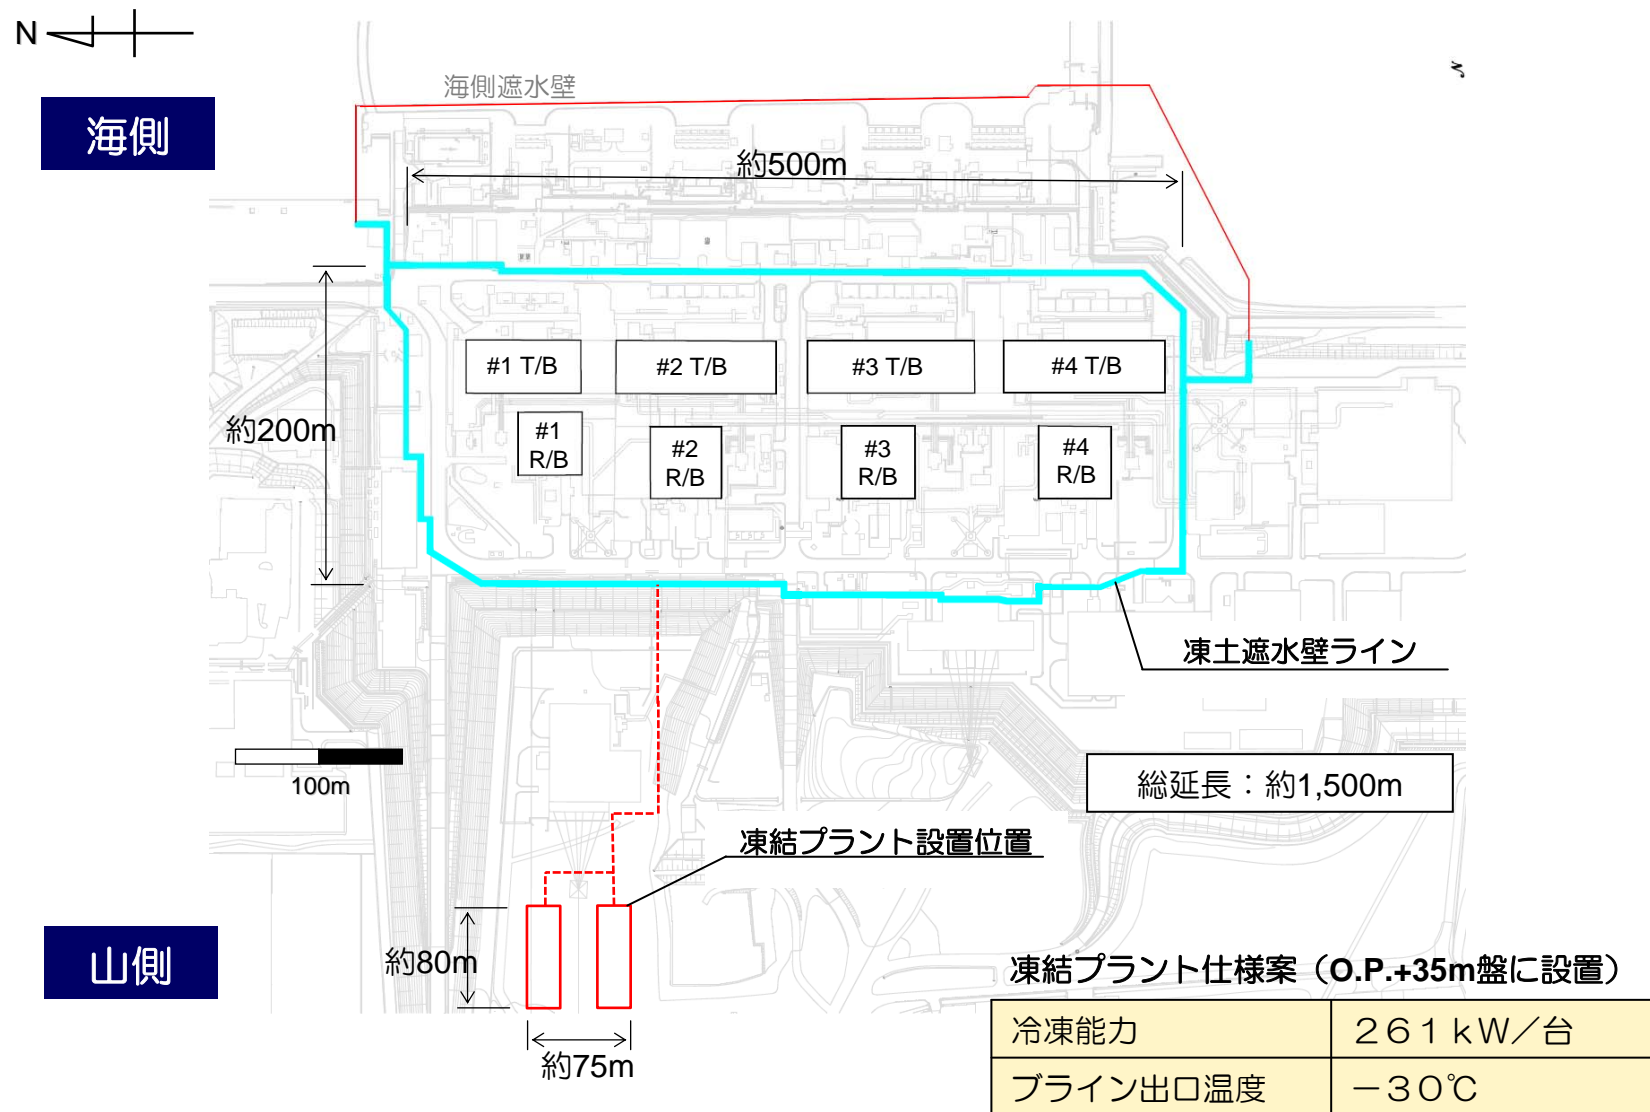 N
海側遮水壁
海側
約500m
約200m
#1 T/B
#2 T/B
#3 T/B
#4 T/B
#1
R/B
#2
R/B
#3
R/B
#4
R/B
凍土遮水壁ライン
100m
総延長：約1,500m
凍結プラント設置位置
山側
約80m
約75m
凍結プラント仕様案（O.P.+35m盤に設置）
冷凍能力
２６１ｋW／台
ブライン出口温度
－３０℃